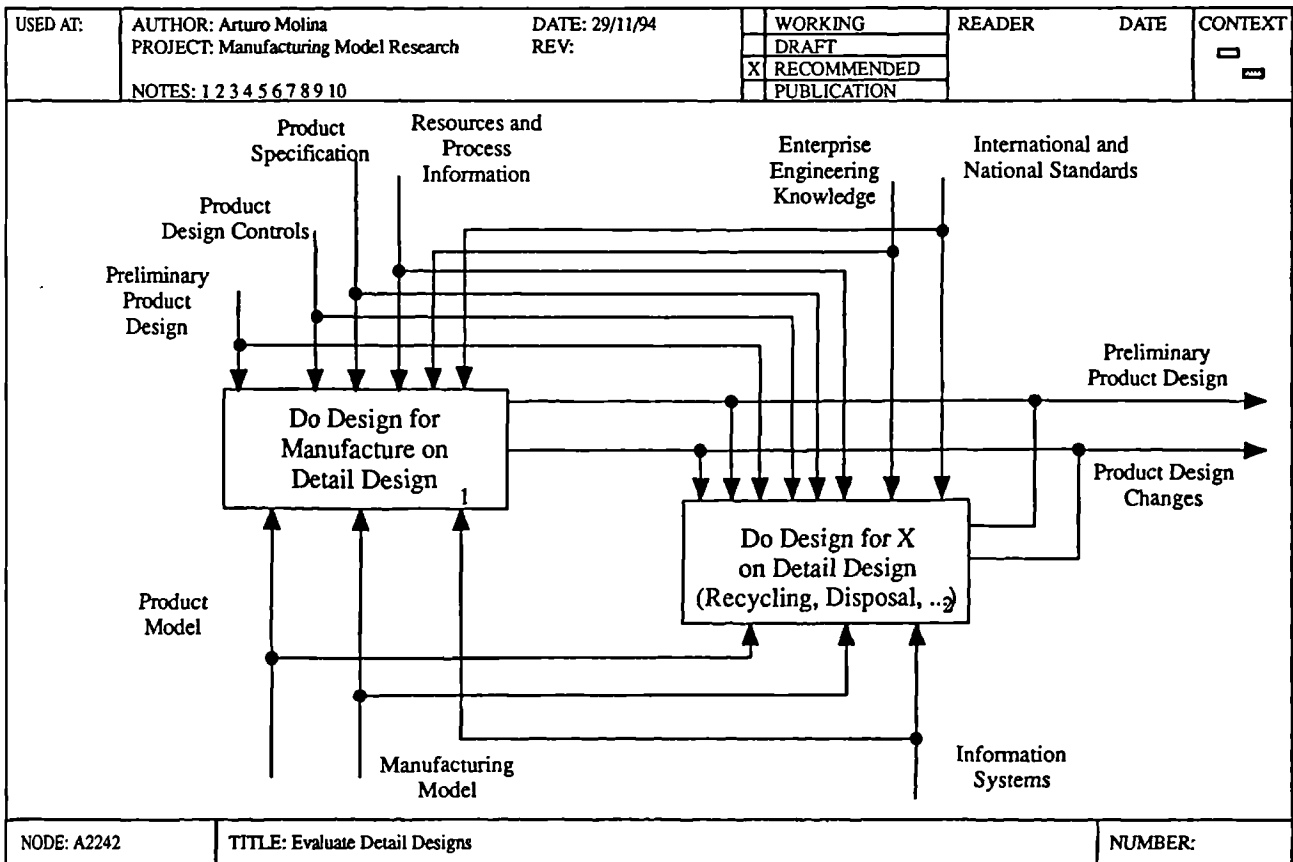 USED AT:
AUTHOR: Arturo Molina
DATE: 29/11/94
PROJECT: Manufacturing Model Research
REV:
NOTES: 1 2 3 4 5 6 7 8 9 10
WORKING
DRAFT
X RECOMMENDED
PUBLICATION
READER
DATE
CONTEXT
Product
Specification
Resources and
Process
Information
Enterprise
Engineering
Knowledge
International and
National Standards
Product
Design Controls
Preliminary
Product
Design
Preliminary
Product Design
Do Design for
Manufacture on
Detail Design
1
Product Design
Changes
Do Design for X
on Detail Design
(Recycling, Disposal, ...)
2
Product
Model
Manufacturing
Model
Information
Systems
NODE: A2242
TITLE: Evaluate Detail Designs
NUMBER: